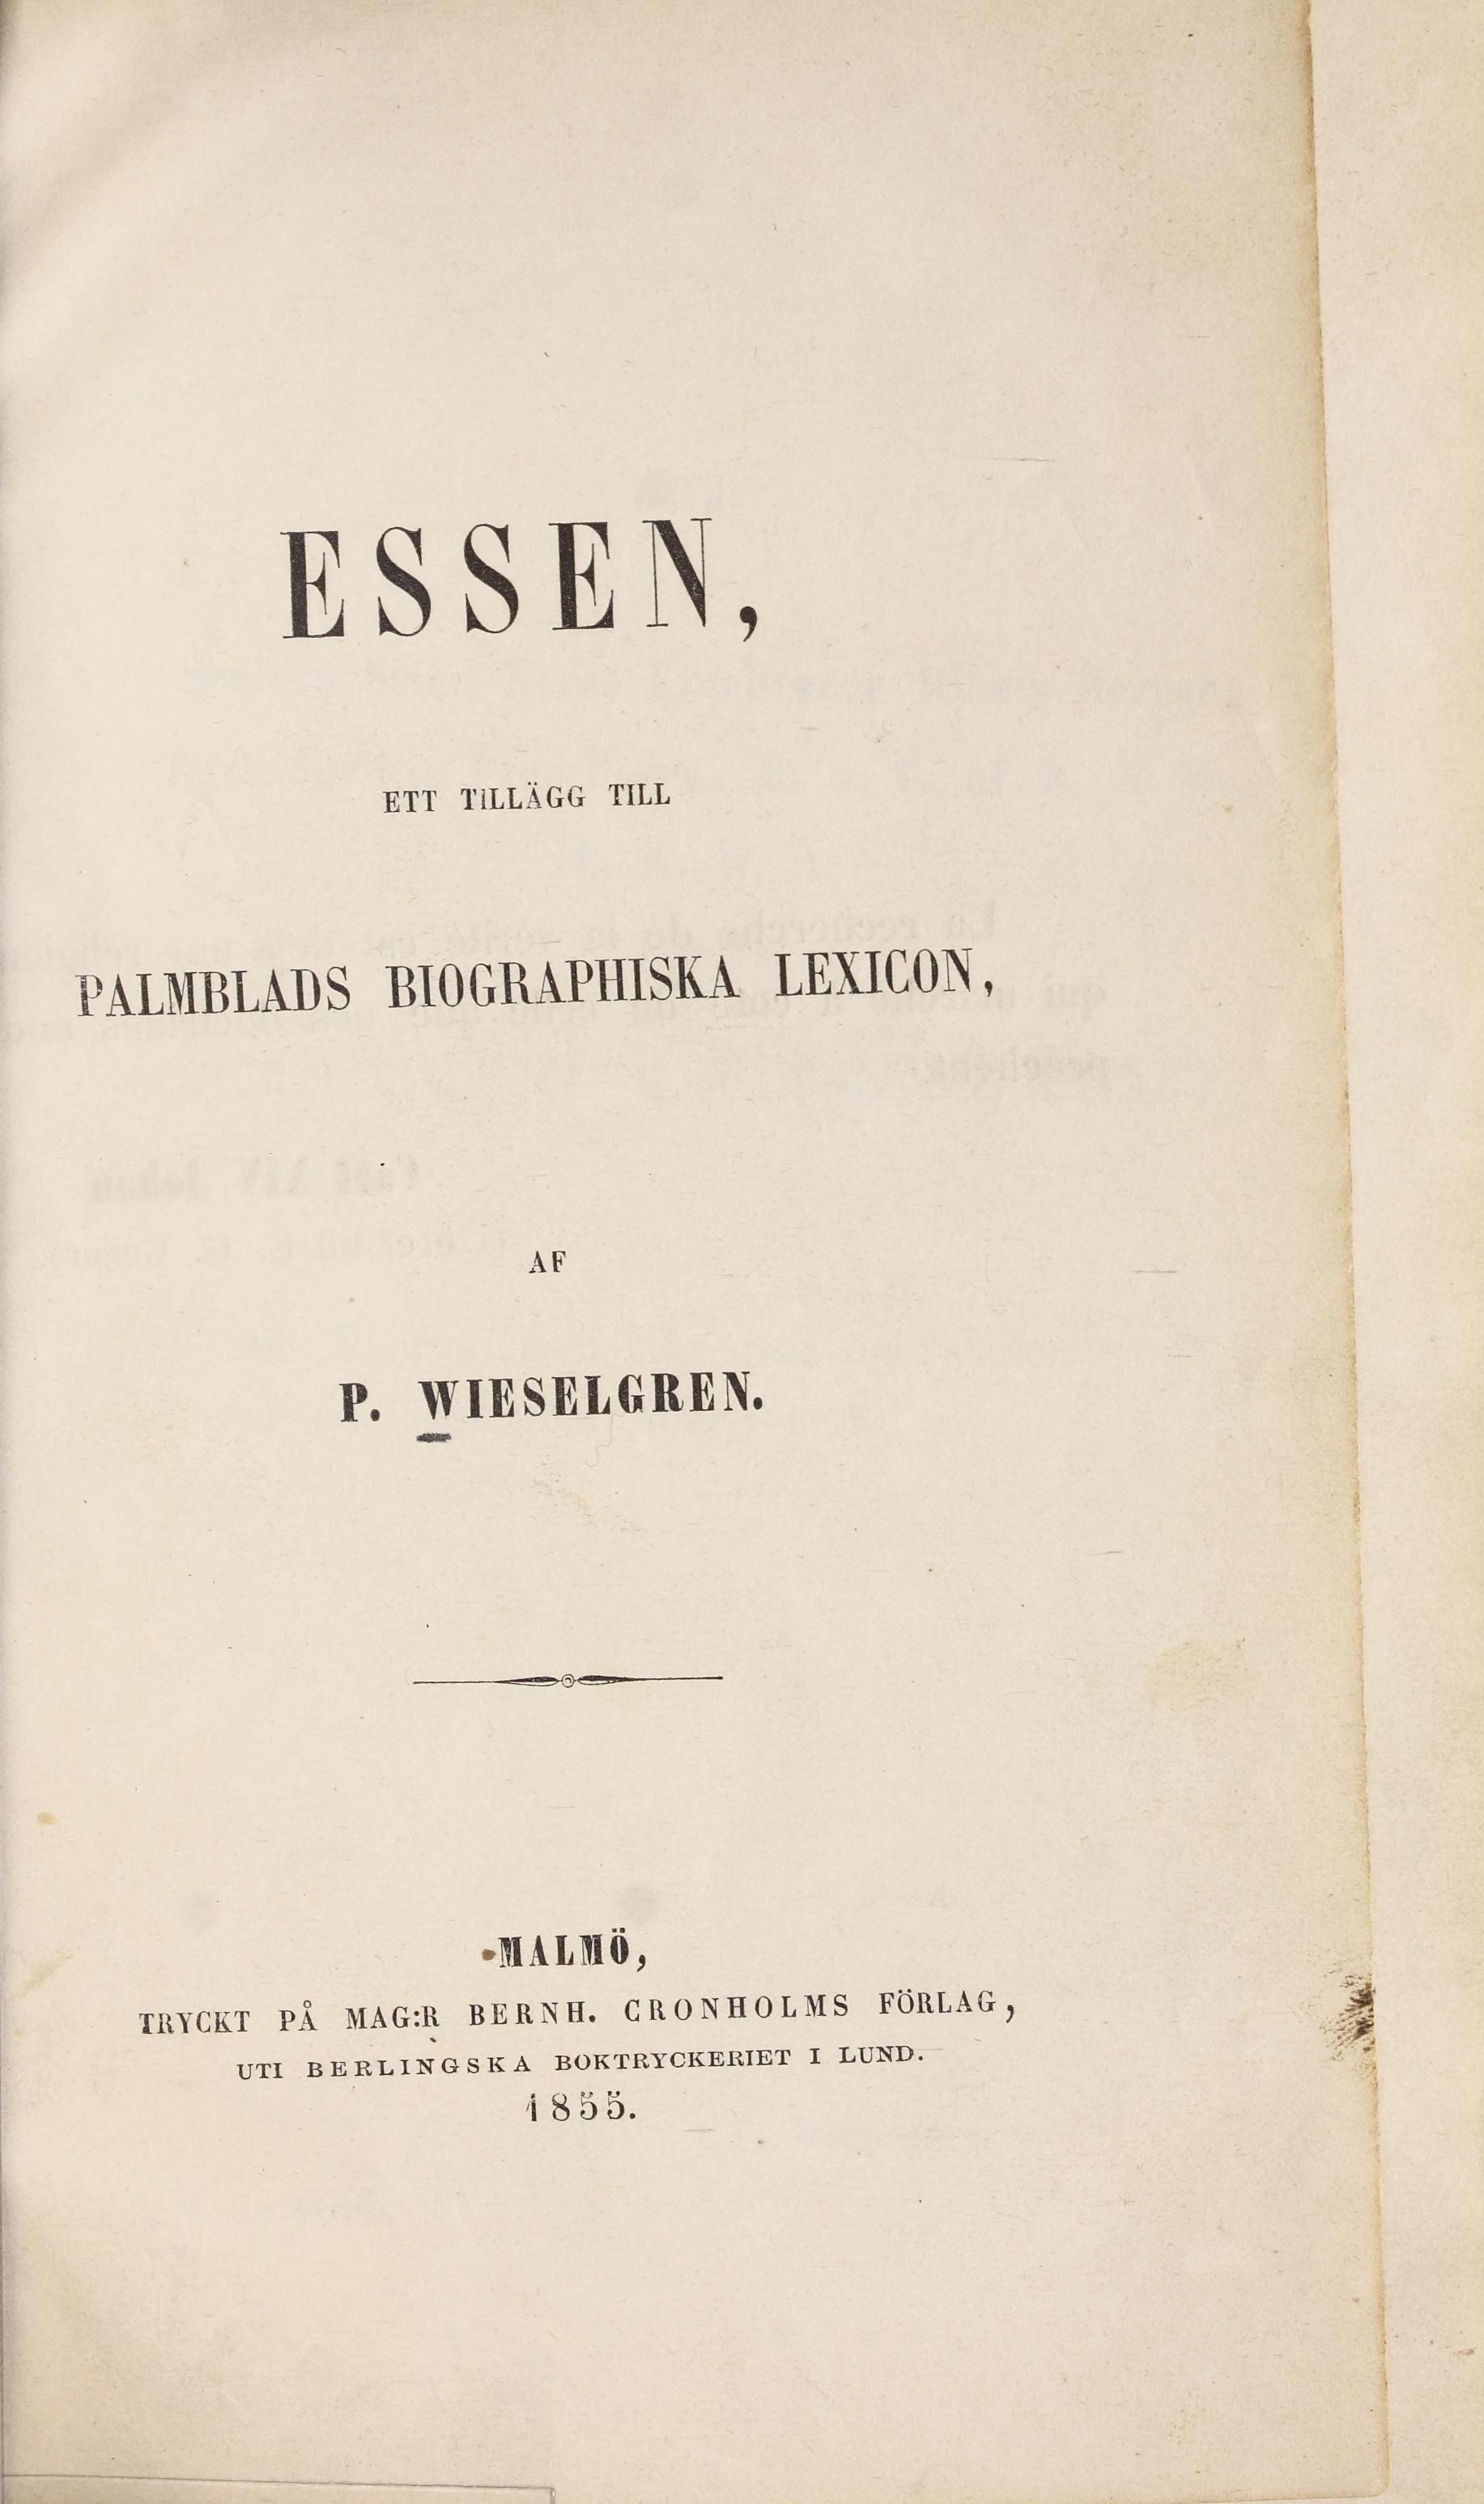 ESSEN,
ETT TILLÄGG TILL
PALMBLADS BIOGRAPHISKA LEXICON,
AF
P. WIESELGREN.
MALMÖ,
TRYCKT PÅ MAG:R BERNH. CRONHOLMS FÖRLAG,
UTI BERLINGSKA BOKTRYCKERIET I LUND.
1855.